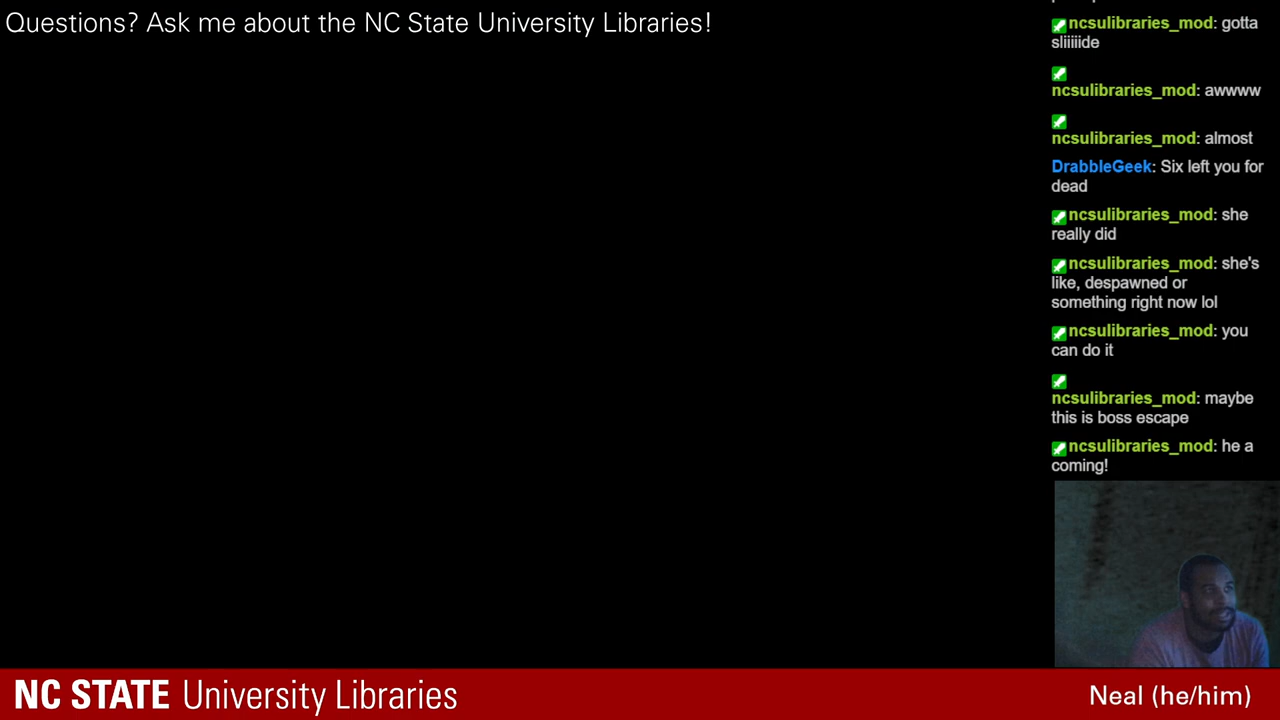 Questions? Ask me about the NC State University Libraries!
ncsulibraries_mod: gotta
sliiiiide
ncsulibraries_mod: awwww
ncsulibraries_mod: almost
DrabbleGeek: Six left you for
dead
ncsulibraries_mod: she
really did
ncsulibraries_mod: she's
like, despawned or
something right now lol
ncsulibraries_mod: you
can do it
ncsulibraries_mod: maybe
this is boss escape
ncsulibraries_mod: he a
coming!
NC STATE University Libraries
Neal (he/him)